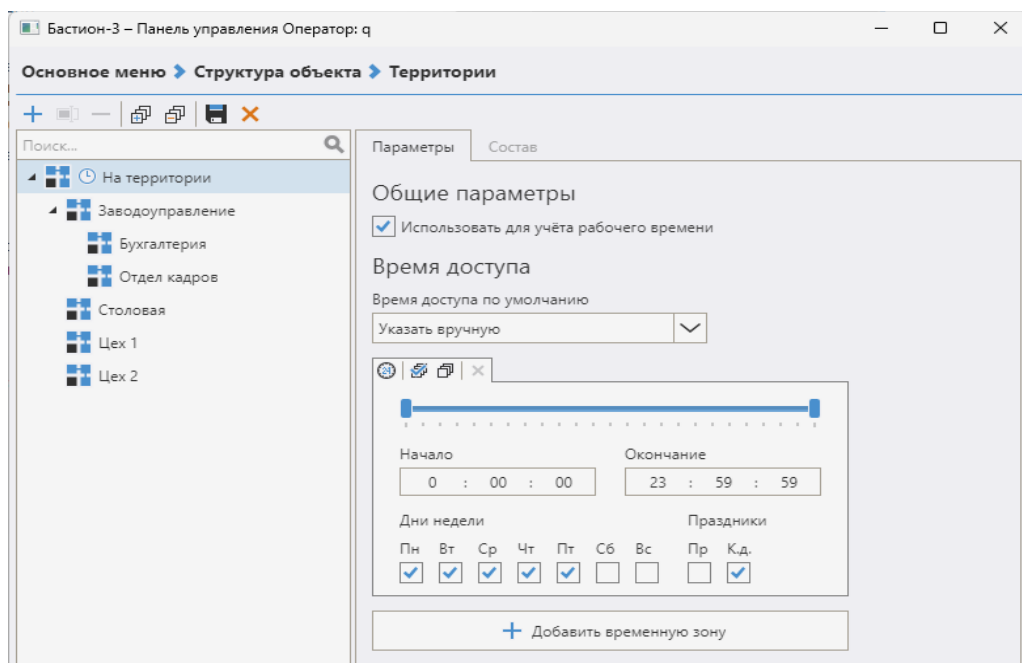 Бастион-3 – Панель управления Оператор: q
Основное меню Структура объекта Территории
Поиск...
На территории
Заводоуправление
Бухгалтерия
Отдел кадров
Столовая
Цех 1
Цех 2
Параметры Состав
Общие параметры
Использовать для учёта рабочего времени
Время доступа
Время доступа по умолчанию
Указать вручную
24
Начало Окончание
0 : 00 : 00 23 : 59 : 59
Дни недели Праздники
Пн Вт Ср Чт Пт Сб Вс Пр К.д.
Добавить временную зону